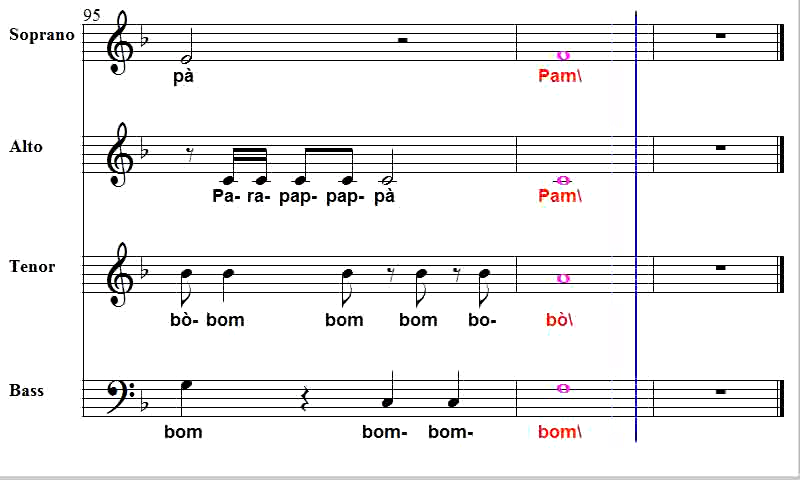 95
Soprano
pà Pam\
Alto
Pa- ra- pap- pap- pà Pam\
Tenor
bò- bom bom bom bo- bò\
Bass
bom bom- bom- bom\